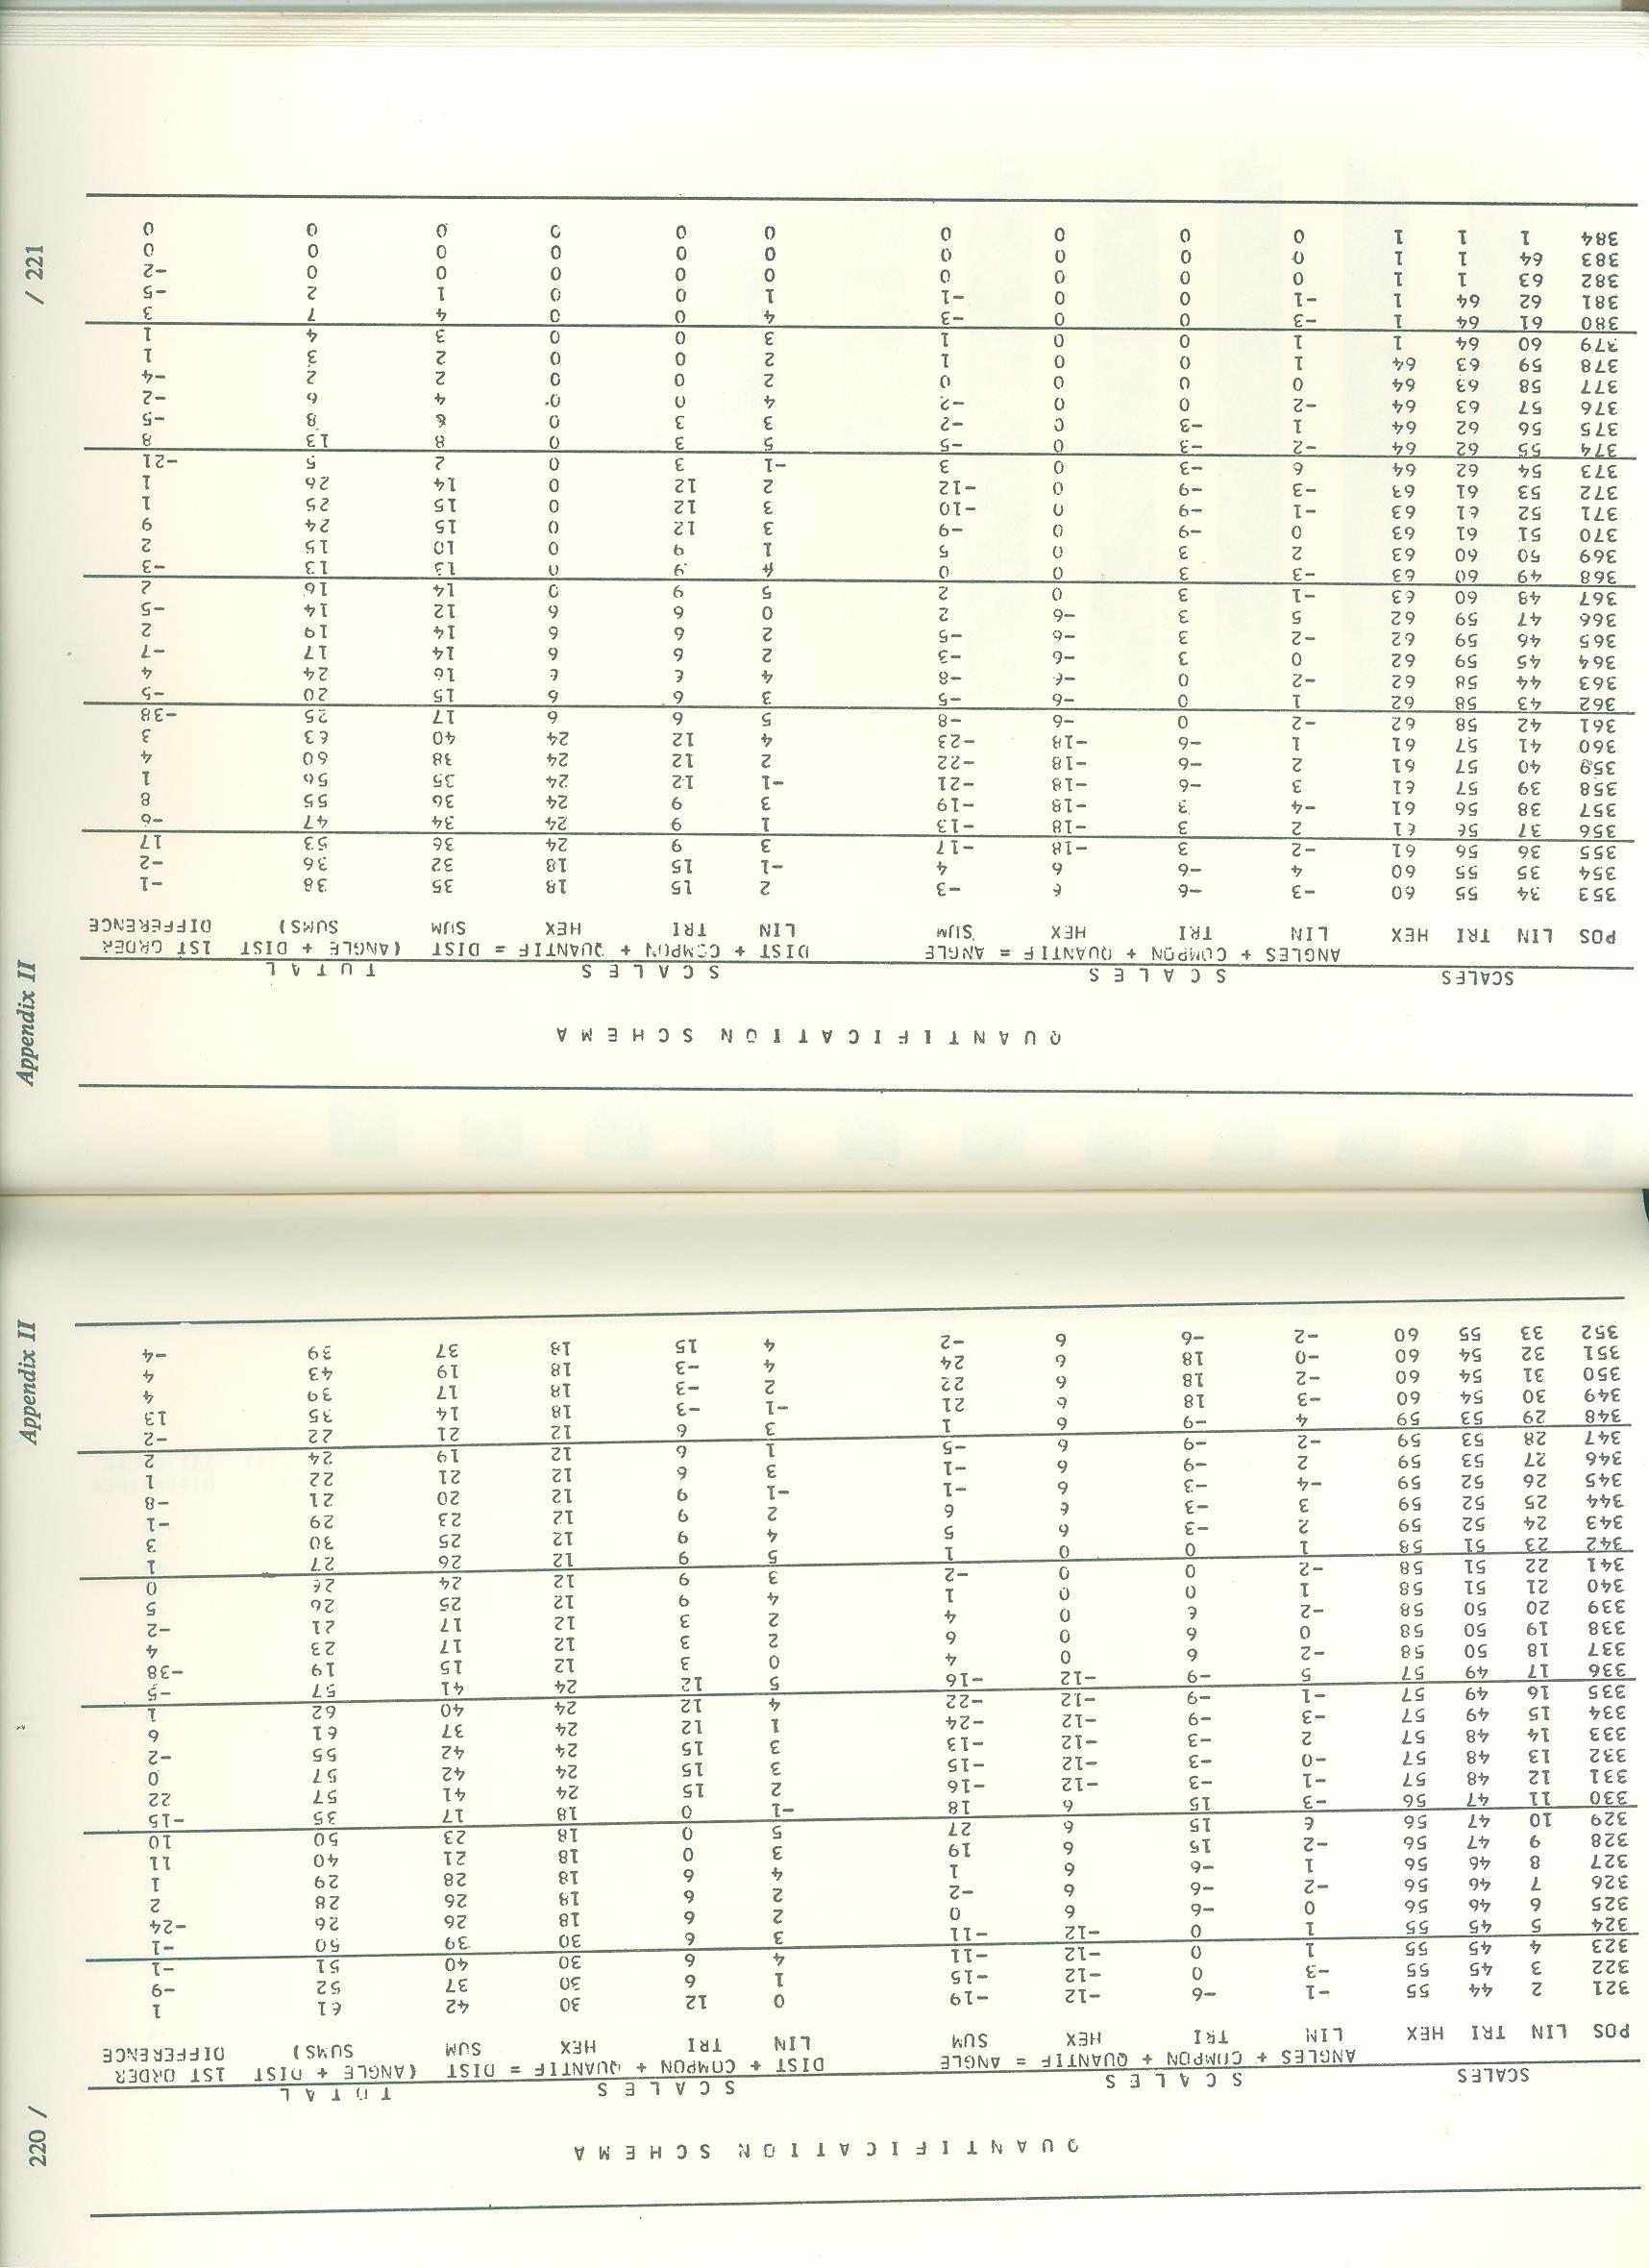 220 /
QUANTIFICATION SCHEMA
SCALES SCALES SCALES TOTAL
ANGLES + COMPON + QUANTIF = ANGLE DIST + COMPON + QUANTIF = DIST (ANGLE + DIST 1ST ORDER
POS LIN TRI HEX LIN TRI HEX SUM LIN TRI HEX SUM SUMS) DIFFERENCE
321 2 44 55 -1 -6 -12 -19 0 12 30 42 61 1
322 3 45 55 -3 0 -12 -15 1 6 30 37 52 -9
323 4 45 55 1 0 -12 -11 4 6 30 40 51 -1
324 5 45 55 1 0 -12 -11 3 6 30 39 50 -1
325 6 46 56 0 -6 6 0 2 6 18 26 26 -24
326 7 46 56 -2 -6 6 -2 2 6 18 26 28 2
327 8 46 56 1 -6 6 1 4 6 18 28 29 1
328 9 47 56 -2 15 6 19 3 0 18 21 40 11
329 10 47 56 6 15 6 27 5 0 18 23 50 10
330 11 47 56 -3 15 6 18 -1 0 18 17 35 -15
331 12 48 57 -1 -3 -12 -16 2 15 24 41 57 22
332 13 48 57 -0 -3 -12 -15 3 15 24 42 57 0
333 14 48 57 2 -3 -12 -13 3 15 24 42 55 -2
334 15 49 57 -3 -9 -12 -24 1 12 24 37 61 6
335 16 49 57 -1 -9 -12 -22 4 12 24 40 62 1
336 17 49 57 5 -9 -12 -16 5 12 24 41 57 -5
337 18 50 58 -2 6 0 4 0 3 12 15 19 -38
338 19 50 58 0 6 0 6 2 3 12 17 23 4
339 20 50 58 -2 6 0 4 2 3 12 17 21 -2
340 21 51 58 1 0 0 1 4 9 12 25 26 5
341 22 51 58 -2 0 0 -2 3 9 12 24 26 0
342 23 51 58 1 0 0 1 5 9 12 26 27 1
343 24 52 59 2 -3 6 5 4 9 12 25 30 3
344 25 52 59 3 -3 6 6 2 9 12 23 29 -1
345 26 52 59 -4 -3 6 -1 -1 9 12 20 21 -8
346 27 53 59 2 -9 6 -1 3 6 12 21 22 1
347 28 53 59 -2 -9 6 -5 1 6 12 19 24 2
348 29 53 59 4 -9 6 1 3 6 12 21 22 -2
349 30 54 60 -3 18 6 21 -1 -3 18 14 35 13
350 31 54 60 -2 18 6 22 2 -3 18 17 39 4
351 32 54 60 -0 18 6 24 4 -3 18 19 43 4
352 33 55 60 -2 -6 6 -2 4 15 18 37 39 -4
Appendix II
Appendix II
QUANTIFICATION SCHEMA
SCALES SCALES SCALES TOTAL
ANGLES + COMPON + QUANTIF = ANGLE DIST + COMPON + QUANTIF = DIST (ANGLE + DIST 1ST ORDER
POS LIN TRI HEX LIN TRI HEX SUM LIN TRI HEX SUM SUMS) DIFFERENCE
353 34 55 60 -3 -6 6 -3 2 15 18 35 38 -1
354 35 55 60 4 -6 6 4 -1 15 18 32 36 -2
355 36 56 61 -2 3 -18 -17 3 9 24 36 53 17
356 37 56 61 2 3 -18 -13 1 9 24 34 47 -6
357 38 56 61 -4 3 -18 -19 3 9 24 36 55 8
358 39 57 61 3 -6 -18 -21 -1 12 24 35 56 1
359 40 57 61 2 -6 -18 -22 2 12 24 38 60 4
360 41 57 61 1 -6 -18 -23 4 12 24 40 63 3
361 42 58 62 -2 0 -6 -8 5 6 6 17 25 -38
362 43 58 62 1 0 -6 -5 3 6 6 15 20 -5
363 44 58 62 -2 0 -6 -8 4 6 6 16 24 4
364 45 59 62 0 3 -6 -3 2 6 6 14 17 -7
365 46 59 62 -2 3 -6 -5 2 6 6 14 19 2
366 47 59 62 5 3 -6 2 0 6 6 12 14 -5
367 48 60 63 -1 3 0 2 5 9 0 14 16 2
368 49 60 63 -3 3 0 0 4 9 0 13 13 -3
369 50 60 63 2 3 0 5 1 9 0 10 15 2
370 51 61 63 0 -9 0 -9 3 12 0 15 24 9
371 52 61 63 -1 -9 0 -10 3 12 0 15 25 1
372 53 61 63 -3 -9 0 -12 2 12 0 14 26 1
373 54 62 64 6 -3 0 3 -1 3 0 2 5 -21
374 55 62 64 -2 -3 0 -5 5 3 0 8 13 8
375 56 62 64 1 -3 0 -2 3 3 0 6 8 -5
376 57 63 64 -2 0 0 -2 4 0 0 4 6 -2
377 58 63 64 0 0 0 0 2 0 0 2 2 -4
378 59 63 64 1 0 0 1 2 0 0 2 3 1
379 60 64 1 1 0 0 1 3 0 0 3 4 1
380 61 64 1 -3 0 0 -3 4 0 0 4 7 3
381 62 64 1 -1 0 0 -1 1 0 0 1 2 -5
382 63 1 1 0 0 0 0 0 0 0 0 0 -2
383 64 1 1 0 0 0 0 0 0 0 0 0 0
384 1 1 1 0 0 0 0 0 0 0 0 0 0
/ 221